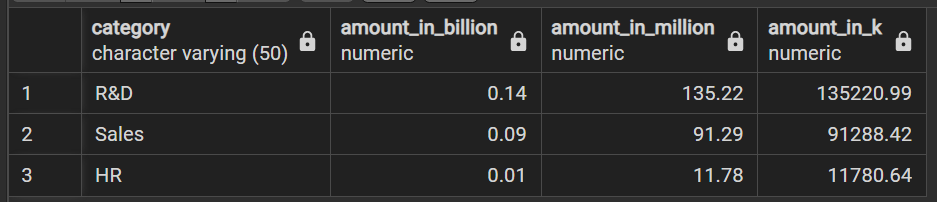 category amount_in_billion amount_in_million amount_in_k
character varying (50) numeric numeric numeric
1 R&D 0.14 135.22 135220.99
2 Sales 0.09 91.29 91288.42
3 HR 0.01 11.78 11780.64